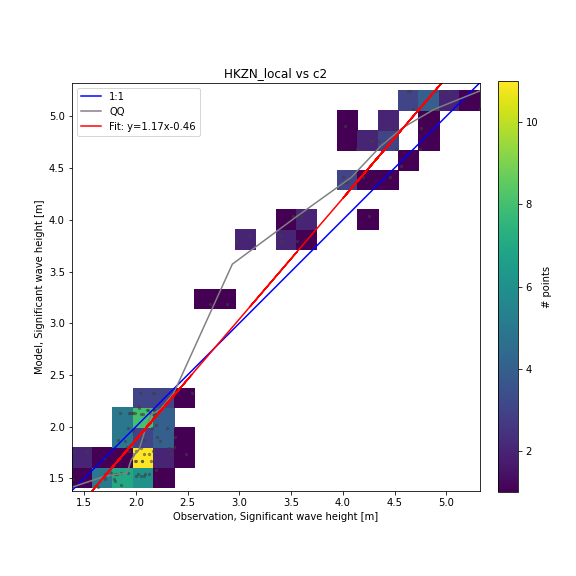 HKZN_local vs c2
1:1
QQ
Fit: y=1.17x-0.46
Model, Significant wave height [m]
5.0
4.5
4.0
3.5
3.0
2.5
2.0
1.5
1.5 2.0 2.5 3.0 3.5 4.0 4.5 5.0
Observation, Significant wave height [m]
10
8
6
4
2
# points